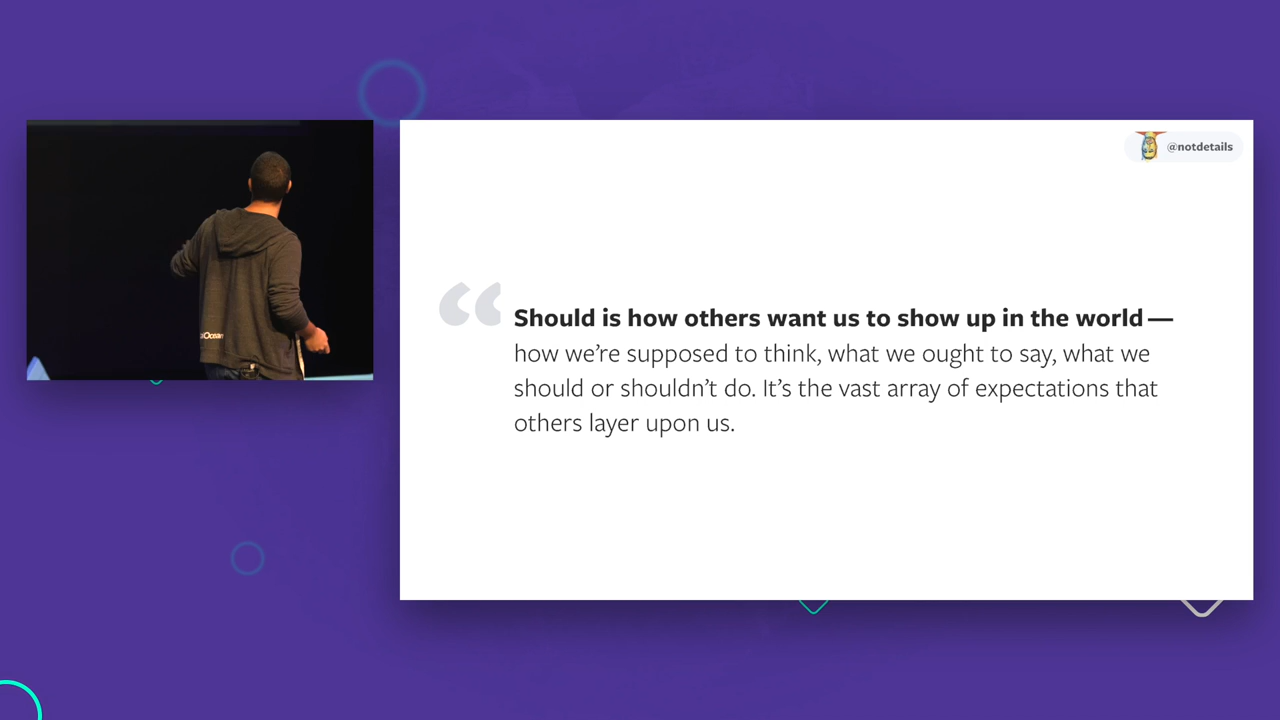 @notdetails
“
Should is how others want us to show up in the world —
how we’re supposed to think, what we ought to say, what we
should or shouldn’t do. It’s the vast array of expectations that
others layer upon us.
Ocean